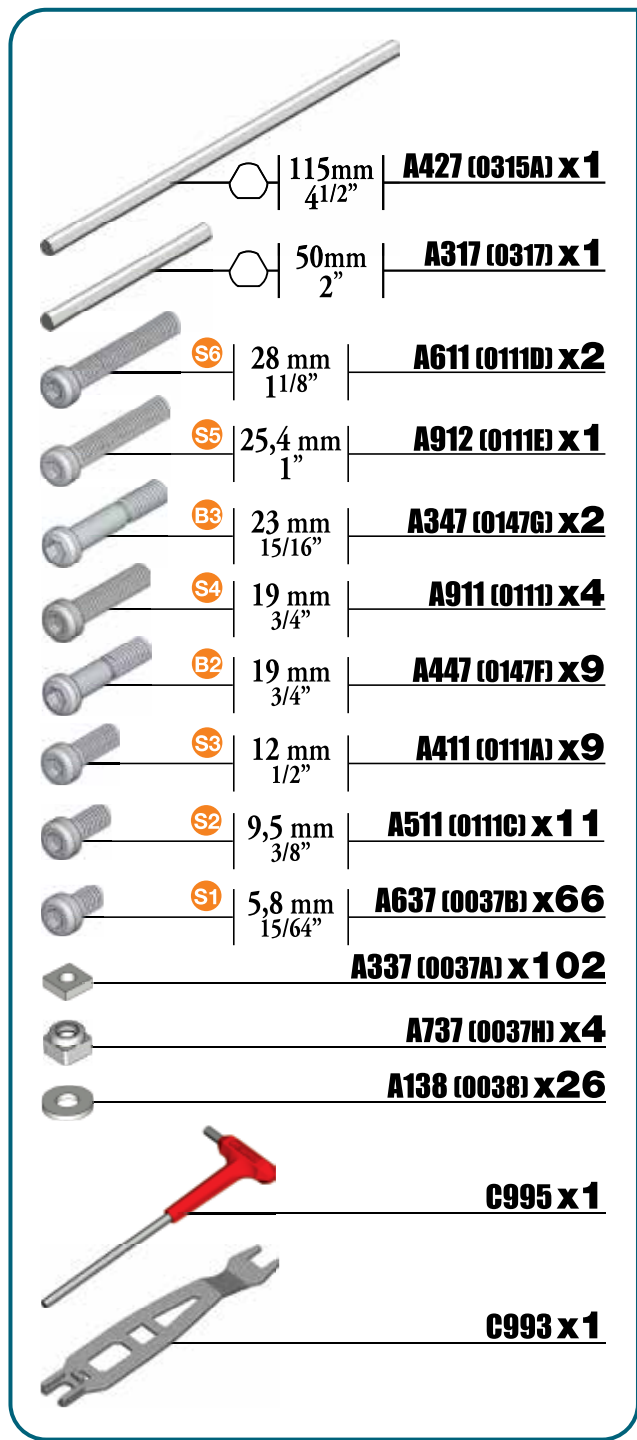 115mm A427 (0315A) x1
4 1/2”
50mm A317 (0317) x1
2”
S6 28 mm A611 (0111D) x2
1 1/8”
S5 25,4 mm A912 (0111E) x1
1”
B3 23 mm A347 (0147G) x2
15/16”
S4 19 mm A911 (0111) x4
3/4”
B2 19 mm A447 (0147F) x9
3/4”
S3 12 mm A411 (0111A) x9
1/2”
S2 9,5 mm A511 (0111C) x11
3/8”
S1 5,8 mm A637 (0037B) x66
15/64”
A337 (0037A) x102
A737 (0037H) x4
A138 (0038) x26
C995 x1
C993 x1